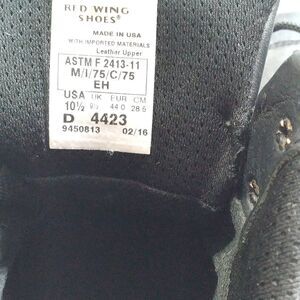 RED WING
SHOES®
MADE IN USA
WITH IMPORTED MATERIALS
Leather Upper
ASTM F 2413-11
M/I/75/C/75
EH
USA UK EUR CM
10½ 9½ 44.0 28.5
D 4423
9450813 02/16